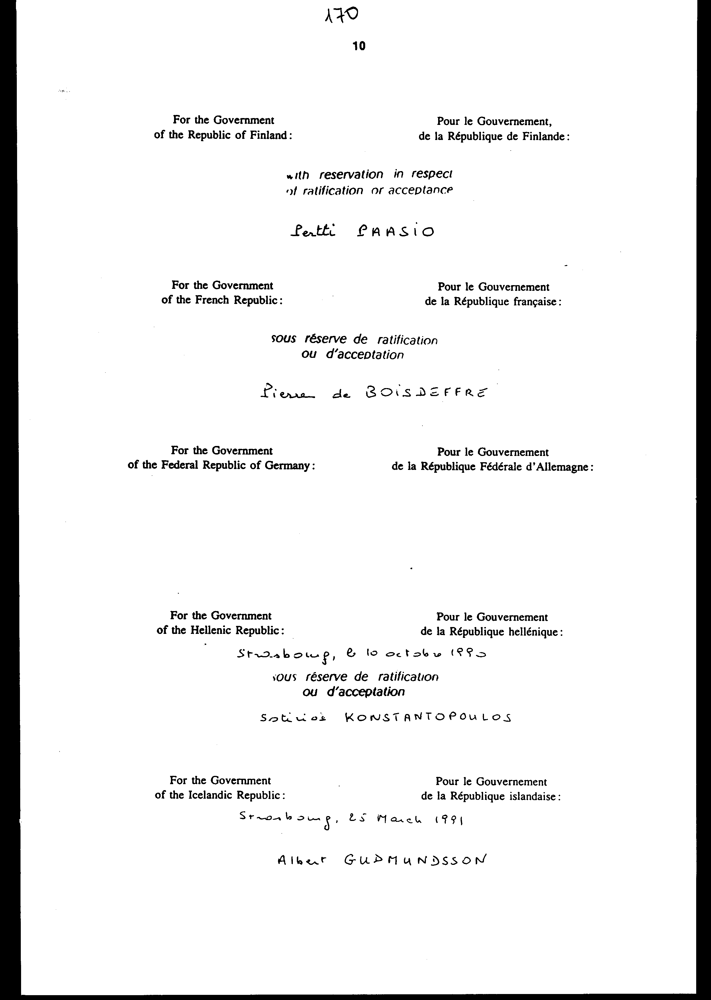 170
10
For the Government
of the Republic of Finland:
Pour le Gouvernement,
de la République de Finlande:
with reservation in respect
of ratification or acceptance
Pertti PAASIO
For the Government
of the French Republic:
Pour le Gouvernement
de la République française:
sous réserve de ratification
ou d'acceptation
Pierre de BOISDEFFRE
For the Government
of the Federal Republic of Germany:
Pour le Gouvernement
de la République Fédérale d'Allemagne:
For the Government
of the Hellenic Republic:
Pour le Gouvernement
de la République hellénique:
Strasbourg, le 10 octobre 1990
sous réserve de ratification
ou d'acceptation
Sotirios KONSTANTOPOULOS
For the Government
of the Icelandic Republic:
Pour le Gouvernement
de la République islandaise:
Strasbourg, 25 March 1991
Albert GUDMUNDSSON